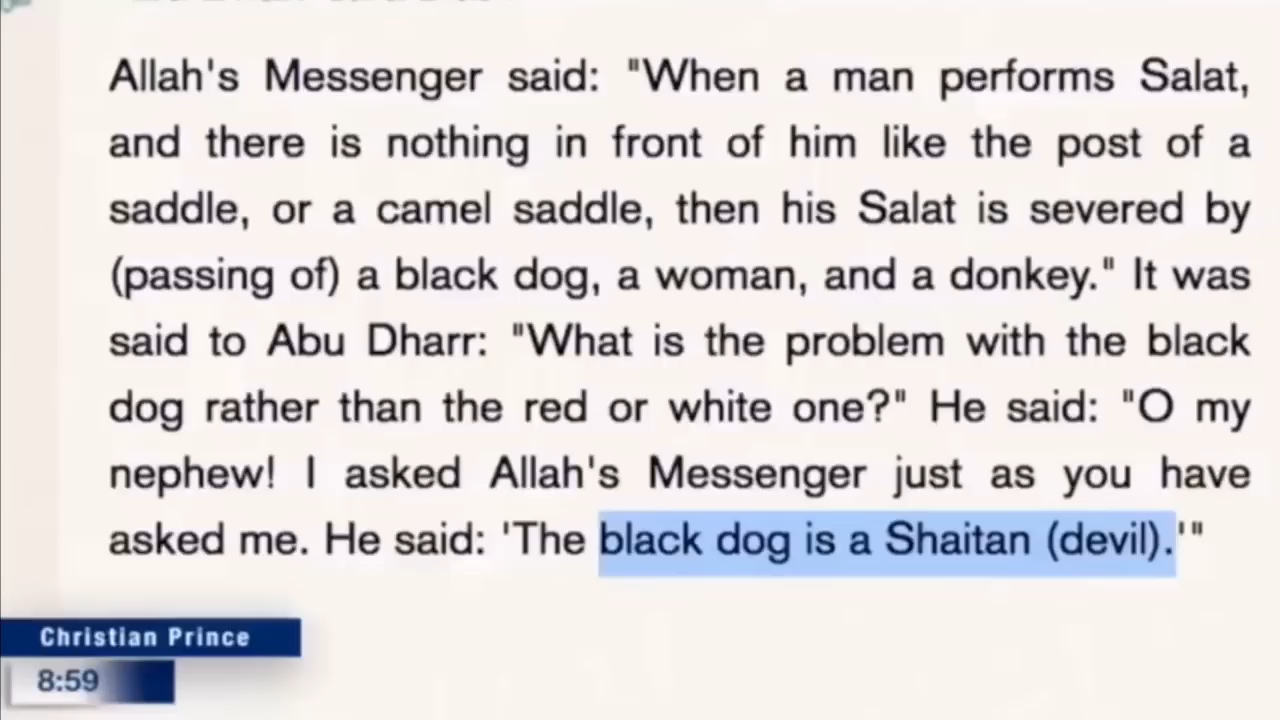 Allah's Messenger said: "When a man performs Salat,
and there is nothing in front of him like the post of a
saddle, or a camel saddle, then his Salat is severed by
(passing of) a black dog, a woman, and a donkey." It was
said to Abu Dharr: "What is the problem with the black
dog rather than the red or white one?" He said: "O my
nephew! I asked Allah's Messenger just as you have
asked me. He said: 'The black dog is a Shaitan (devil).'"
Christian Prince
8:59